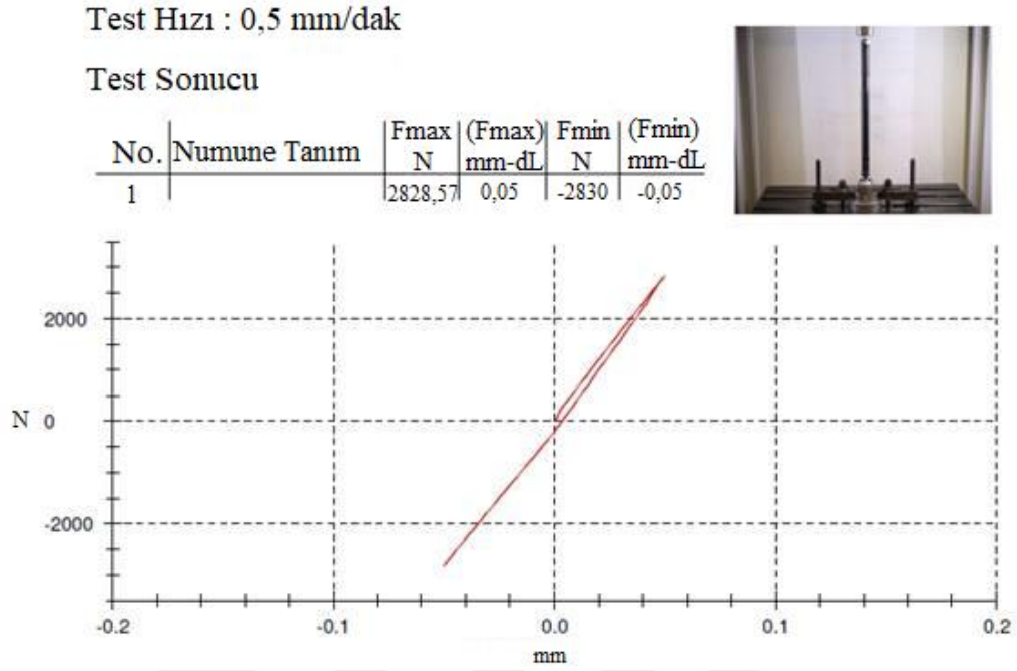 Test Hızı : 0,5 mm/dak
Test Sonucu
No. Numune Tanım Fmax N (Fmax) mm-dL Fmin N (Fmin) mm-dL
1 2828,57 0,05 -2830 -0,05
2000
N 0
-2000
-0.2 -0.1 0.0 0.1 0.2
mm